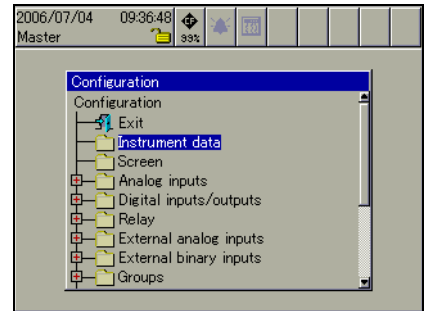 2006/07/04 09:36:48
Master
99%
Configuration
Configuration
Exit
Instrument data
Screen
Analog inputs
Digital inputs/outputs
Relay
External analog inputs
External binary inputs
Groups